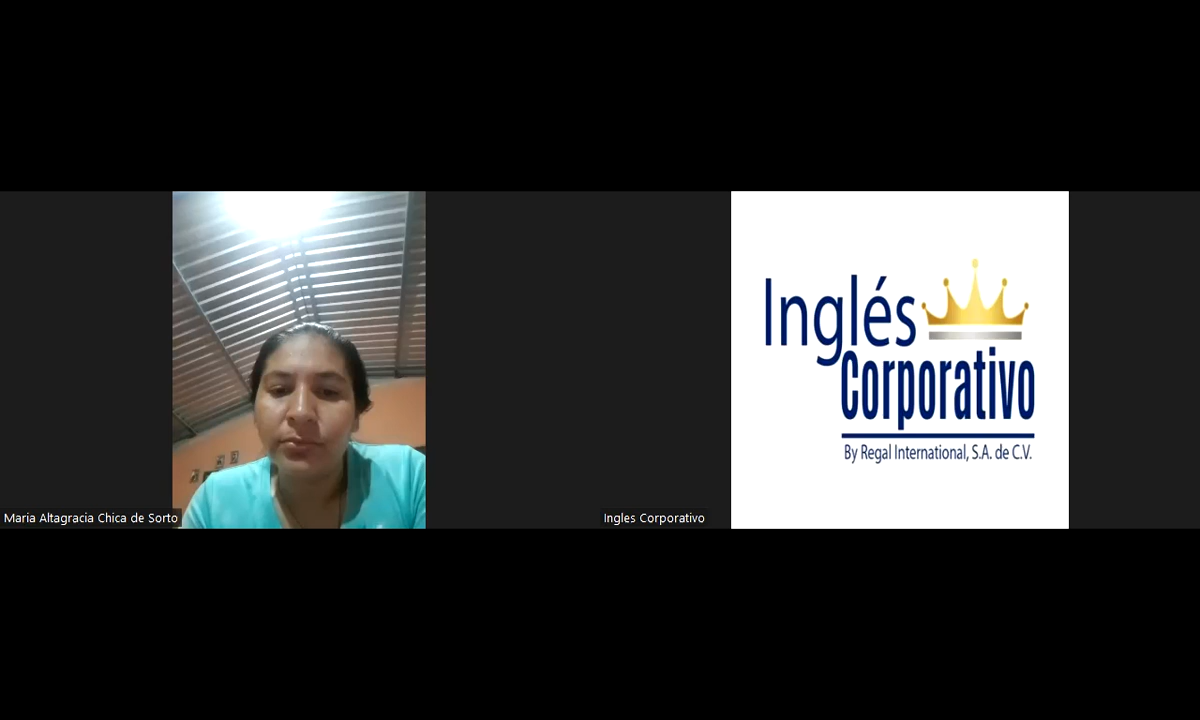 Inglés
Corporativo
By Regal International, S.A. de C.V.
Maria Altagracia Chica de Sorto
Ingles Corporativo